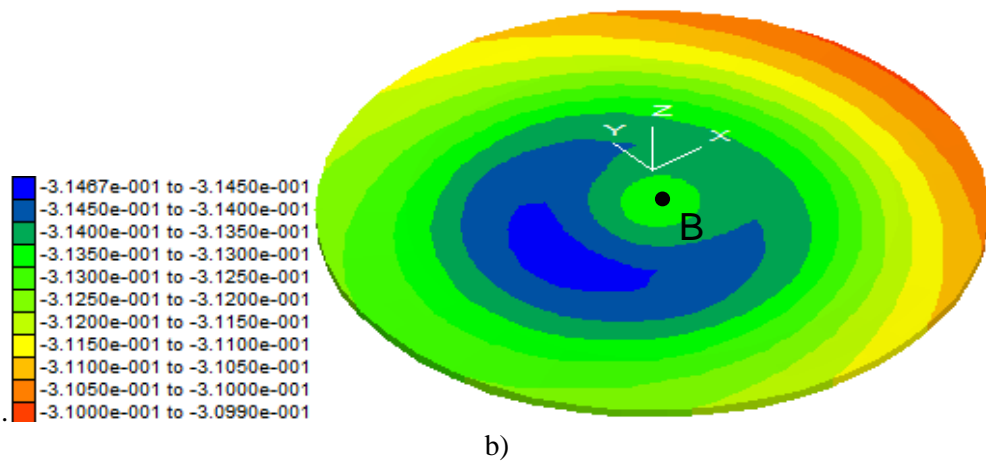 Z
Y X
B
-3.1467e-001 to -3.1450e-001
-3.1450e-001 to -3.1400e-001
-3.1400e-001 to -3.1350e-001
-3.1350e-001 to -3.1300e-001
-3.1300e-001 to -3.1250e-001
-3.1250e-001 to -3.1200e-001
-3.1200e-001 to -3.1150e-001
-3.1150e-001 to -3.1100e-001
-3.1100e-001 to -3.1050e-001
-3.1050e-001 to -3.1000e-001
-3.1000e-001 to -3.0990e-001
.
b)